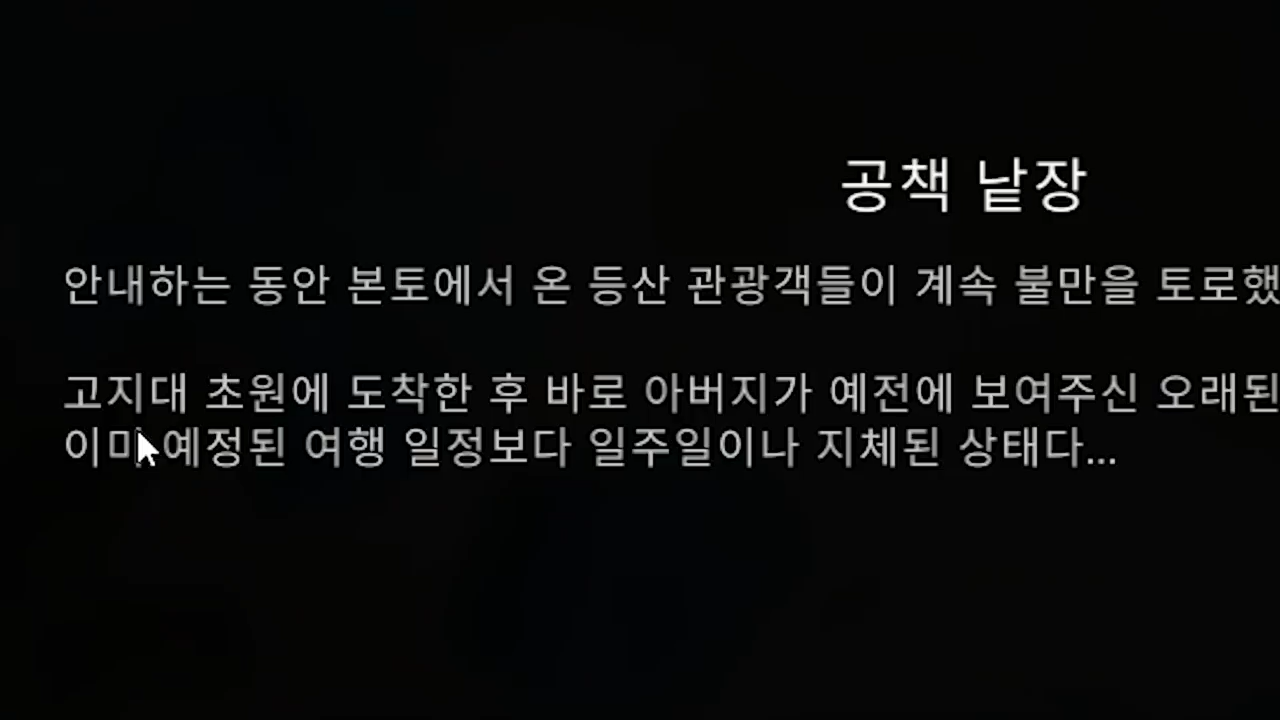 공책 낱장
안내하는 동안 본토에서 온 등산 관광객들이 계속 불만을 토로했
고지대 초원에 도착한 후 바로 아버지가 예전에 보여주신 오래된
이미 예정된 여행 일정보다 일주일이나 지체된 상태다...